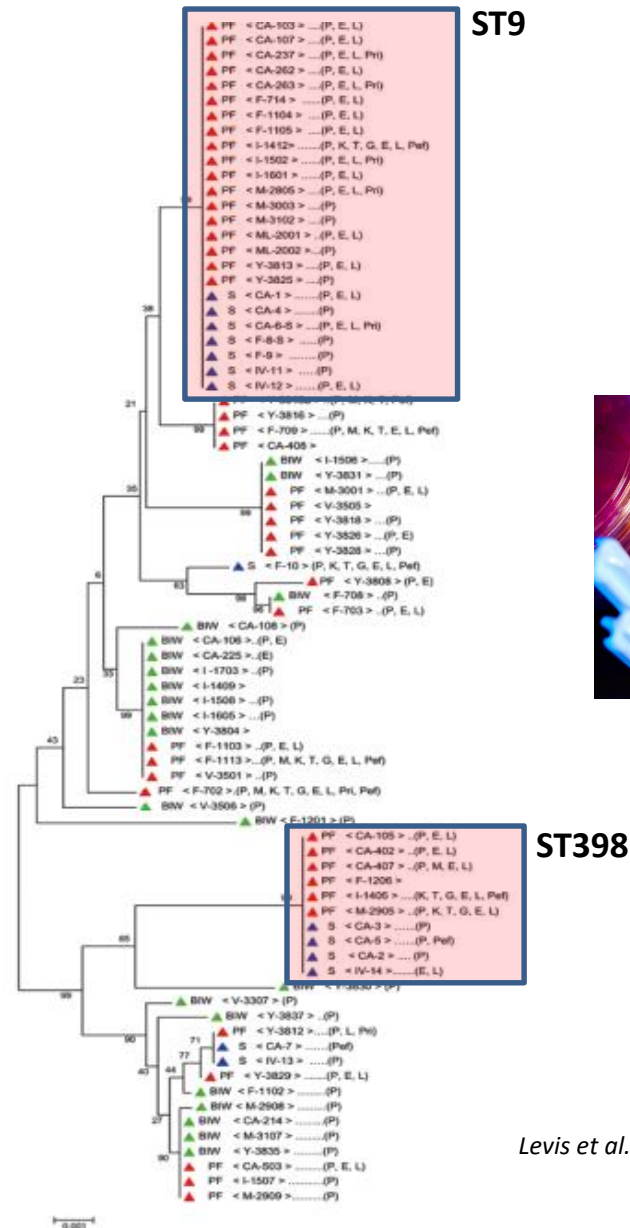 ST9
PF < CA-103 > ....(P, E, L)
PF < CA-107 > ....(P, E, L)
PF < CA-237 > ....(P, E, L, Pri)
PF < CA-262 > ....(P, E, L)
PF < CA-263 > ....(P, E, L, Pri)
PF < F-714 > .....(P, E, L)
PF < F-1104 > ....(P, E, L)
PF < F-1105 > ....(P, E, L)
PF < I-1412> ......(P, K, T, G, E, L, Pef)
PF < I-1502 > ....(P, E, L, Pri)
PF < I-1601 > ....(P, E, L)
PF < M-2805 > ....(P, E, L, Pri)
PF < M-3003 > ....(P)
PF < M-3102 > ....(P)
PF < ML-2001 > ..(P, E, L)
PF < ML-2002 > ...(P)
PF < Y-3813 > ....(P, E, L)
PF < Y-3825 > ....(P)
S < CA-1 > ......(P, E, L)
S < CA-4 > ......(P)
S < CA-6-S > ...(P, E, L, Pri)
S < F-8-S > .....(P)
S < F-9 > ........(P)
S < IV-11 > .....(P)
S < IV-12 > .....(P, E, L)
PF
PF < Y-3816 > ...(P)
PF < F-709 > .....(P, M, K, T, E, L, Pef)
PF < CA-408 >
BIW < I-1506 > ....(P)
BIW < Y-3831 > ...(P)
PF < M-3001 > ...(P, E, L)
PF < V-3505 >
PF < Y-3818 > ...(P)
PF < Y-3826 > ...(P, E)
PF < Y-3828 > ...(P)
S < F-10 > (P, K, T, G, E, L, Pef)
PF < Y-3808 > (P, E)
BIW < F-708 > ..(P)
PF < F-703 > ..(P, E, L)
BIW < CA-108 > (P)
BIW < CA-106 > ..(P, E)
BIW < CA-225 > ..(E)
BIW < I -1703 > ..(P)
BIW < I-1409 >
BIW < I-1508 > ...(P)
BIW < I-1605 > ...(P)
BIW < Y-3804 >
PF < F-1103 > ..(P, E, L)
PF < F-1113 >...(P, M, K, T, G, E, L, Pef)
PF < V-3501 > ..(P)
PF < F-702 >.(P, M, K, T, G, E, L, Pri, Pef)
BIW < V-3506 > (P)
BIW < F-1201 > (P)
ST398
PF < CA-105 > ..(P, E, L)
PF < CA-402 > ...(P, E, L)
PF < CA-407 > ...(P, M, E, L)
PF < F-1206 >
PF < I-1405 > ....(K, T, G, E, L, Pef)
PF < M-2905 > ..(P, K, T, G, E, L)
S < CA-3 > ......(P)
S < CA-5 > ......(P, Pef)
S < CA-2 > .... (P)
S < IV-14 >......(E, L)
BIW < Y-3830 > (P)
BIW < V-3307 > (P)
BIW < Y-3837 > ..(P)
PF < Y-3812 >....(P, L, Pri)
S < CA-7 > ......(Pef)
S < IV-13 > .....(P)
PF < Y-3829 > .......(P, E, L)
BIW < F-1102 > ........(P)
BIW < M-2908 > .......(P)
BIW < CA-214 > ........(P)
BIW < M-3107 > ........(P)
BIW < Y-3835 > ........(P)
PF < CA-503 > .......(P, E, L)
PF < I-1507 > ........(P)
PF < M-2909 > .......(P)
38
21
99
35
99
63
98
96
6
33
23
99
43
65
99
90
71
77
44
40
27
90
0.001
Levis et al.